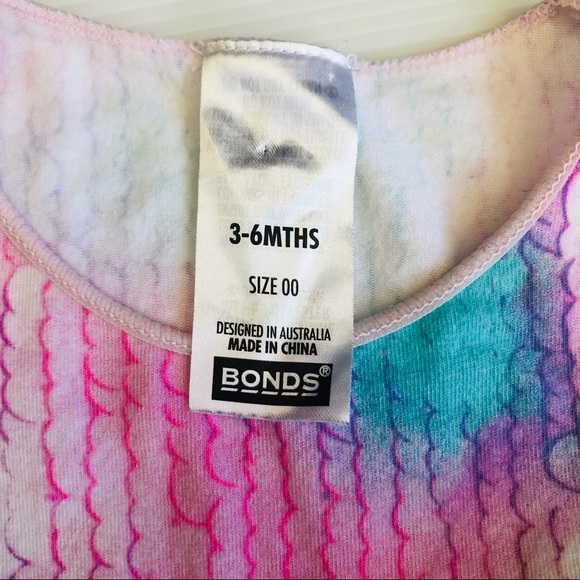 3-6MTHS
SIZE 00
DESIGNED IN AUSTRALIA
MADE IN CHINA
BONDS®